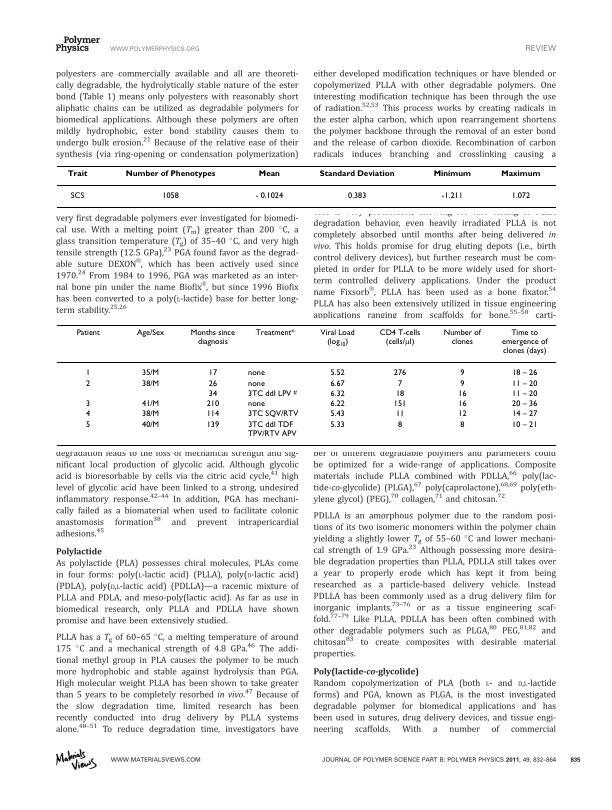 Polymer
Physics
WWW.POLYMERPHYSICS.ORG
REVIEW
polyesters are commercially available and all are theoreti-
cally degradable, the hydrolytically stable nature of the ester
bond (Table 1) means only polyesters with reasonably short
aliphatic chains can be utilized as degradable polymers for
biomedical applications. Although these polymers are often
mildly hydrophobic, ester bond stability causes them to
undergo bulk erosion.21 Because of the relative ease of their
synthesis (via ring-opening or condensation polymerization)
either developed modification techniques or have blended or
copolymerized PLLA with other degradable polymers. One
interesting modification technique has been through the use
of radiation.52,53 This process works by creating radicals in
the ester alpha carbon, which upon rearrangement shortens
the polymer backbone through the removal of an ester bond
and the release of carbon dioxide. Recombination of carbon
radicals induces branching and crosslinking causing a
Trait Number of Phenotypes Mean Standard Deviation Minimum Maximum
SCS 1058 - 0.1024 0.383 -1.211 1.072
very first degradable polymers ever investigated for biomedi-
cal use. With a melting point (Tm) greater than 200 °C, a
glass transition temperature (Tg) of 35–40 °C, and very high
tensile strength (12.5 GPa),23 PGA found favor as the degrad-
able suture DEXON®, which has been actively used since
1970.24 From 1984 to 1996, PGA was marketed as an inter-
nal bone pin under the name Biofix®, but since 1996 Biofix
has been converted to a poly(L-lactide) base for better long-
term stability.25,26
degradation behavior, even heavily irradiated PLLA is not
completely absorbed until months after being delivered in
vivo. This holds promise for drug eluting depots (i.e., birth
control delivery devices), but further research must be com-
pleted in order for PLLA to be more widely used for short-
term controlled delivery applications. Under the product
name Fixsorb®, PLLA has been used as a bone fixator.54
PLLA has also been extensively utilized in tissue engineering
applications ranging from scaffolds for bone,55–58 carti-
Patient Age/Sex Months since Treatment* Viral Load CD4 T-cells Number of Time to
diagnosis (log10) (cells/μl) clones emergence of
clones (days)
1 35/M 17 none 5.52 276 9 18 – 26
2 38/M 26 none 6.67 7 9 11 – 20
34 3TC ddI LPV # 6.32 18 16 11 – 20
3 41/M 210 none 6.22 151 16 20 – 36
4 38/M 114 3TC SQV/RTV 5.43 11 12 14 – 27
5 40/M 139 3TC ddI TDF 5.33 8 8 10 – 21
TPV/RTV APV
degradation leads to the loss of mechanical strength and sig-
nificant local production of glycolic acid. Although glycolic
acid is bioresorbable by cells via the citric acid cycle,41 high
level of glycolic acid have been linked to a strong, undesired
inflammatory response.42–44 In addition, PGA has mechani-
cally failed as a biomaterial when used to facilitate colonic
anastomosis formation38 and prevent intrapericardial
adhesions.45
Polylactide
As polylactide (PLA) possesses chiral molecules, PLAs come
in four forms: poly(L-lactic acid) (PLLA), poly(D-lactic acid)
(PDLA), poly(D,L-lactic acid) (PDLLA)—a racemic mixture of
PLLA and PDLA, and meso-poly(lactic acid). As far as use in
biomedical research, only PLLA and PDLLA have shown
promise and have been extensively studied.
PLLA has a Tg of 60–65 °C, a melting temperature of around
175 °C and a mechanical strength of 4.8 GPa.46 The addi-
tional methyl group in PLA causes the polymer to be much
more hydrophobic and stable against hydrolysis than PGA.
High molecular weight PLLA has been shown to take greater
than 5 years to be completely resorbed in vivo.47 Because of
the slow degradation time, limited research has been
recently conducted into drug delivery by PLLA systems
alone.48–51 To reduce degradation time, investigators have
ber of different degradable polymers and parameters could
be optimized for a wide-range of applications. Composite
materials include PLLA combined with PDLLA,66 poly(lac-
tide-co-glycolide) (PLGA),67 poly(caprolactone),68,69 poly(eth-
ylene glycol) (PEG),70 collagen,71 and chitosan.72
PDLLA is an amorphous polymer due to the random posi-
tions of its two isomeric monomers within the polymer chain
yielding a slightly lower Tg of 55–60 °C and lower mechani-
cal strength of 1.9 GPa.23 Although possessing more desira-
ble degradation properties than PLLA, PDLLA still takes over
a year to properly erode which has kept it from being
researched as a particle-based delivery vehicle. Instead
PDLLA has been commonly used as a drug delivery film for
inorganic implants,73–76 or as a tissue engineering scaf-
fold.77–79 Like PLLA, PDLLA has been often combined with
other degradable polymers such as PLGA,80 PEG,81,82 and
chitosan83 to create composites with desirable material
properties.
Poly(lactide-co-glycolide)
Random copolymerization of PLA (both L- and D,L-lactide
forms) and PGA, known as PLGA, is the most investigated
degradable polymer for biomedical applications and has
been used in sutures, drug delivery devices, and tissue engi-
neering scaffolds. With a number of commercial
Materials
Views
WWW.MATERIALSVIEWS.COM
JOURNAL OF POLYMER SCIENCE PART B: POLYMER PHYSICS 2011, 49, 832–864 835